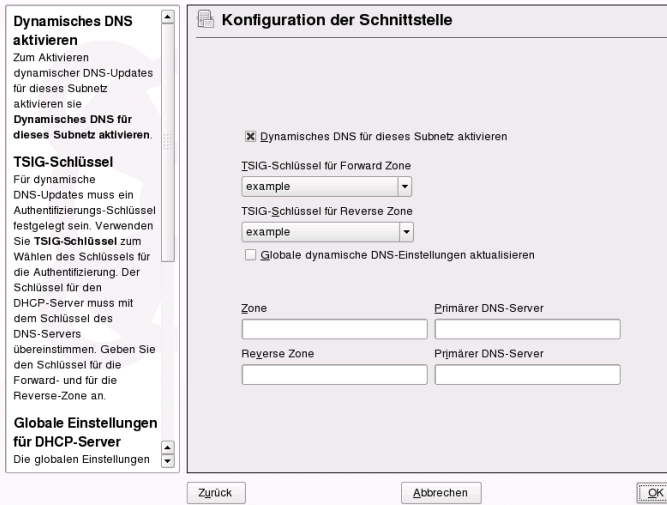 Dynamisches DNS
aktivieren
Zum Aktivieren
dynamischer DNS-Updates
für dieses Subnetz
aktivieren sie
Dynamisches DNS für
dieses Subnetz aktivieren.
TSIG-Schlüssel
Für dynamische
DNS-Updates muss ein
Authentifizierungs-Schlüssel
festgelegt sein. Verwenden
Sie TSIG-Schlüssel zum
Wählen des Schlüssels für
die Authentifizierung. Der
Schlüssel für den
DHCP-Server muss mit
dem Schlüssel des
DNS-Servers
übereinstimmen. Geben Sie
den Schlüssel für die
Forward- und für die
Reverse-Zone an.
Globale Einstellungen
für DHCP-Server
Die globalen Einstellungen
Konfiguration der Schnittstelle
Dynamisches DNS für dieses Subnetz aktivieren
TSIG-Schlüssel für Forward Zone
example
TSIG-Schlüssel für Reverse Zone
example
Globale dynamische DNS-Einstellungen aktualisieren
Zone
Primärer DNS-Server
Reverse Zone
Primärer DNS-Server
Zurück
Abbrechen
OK